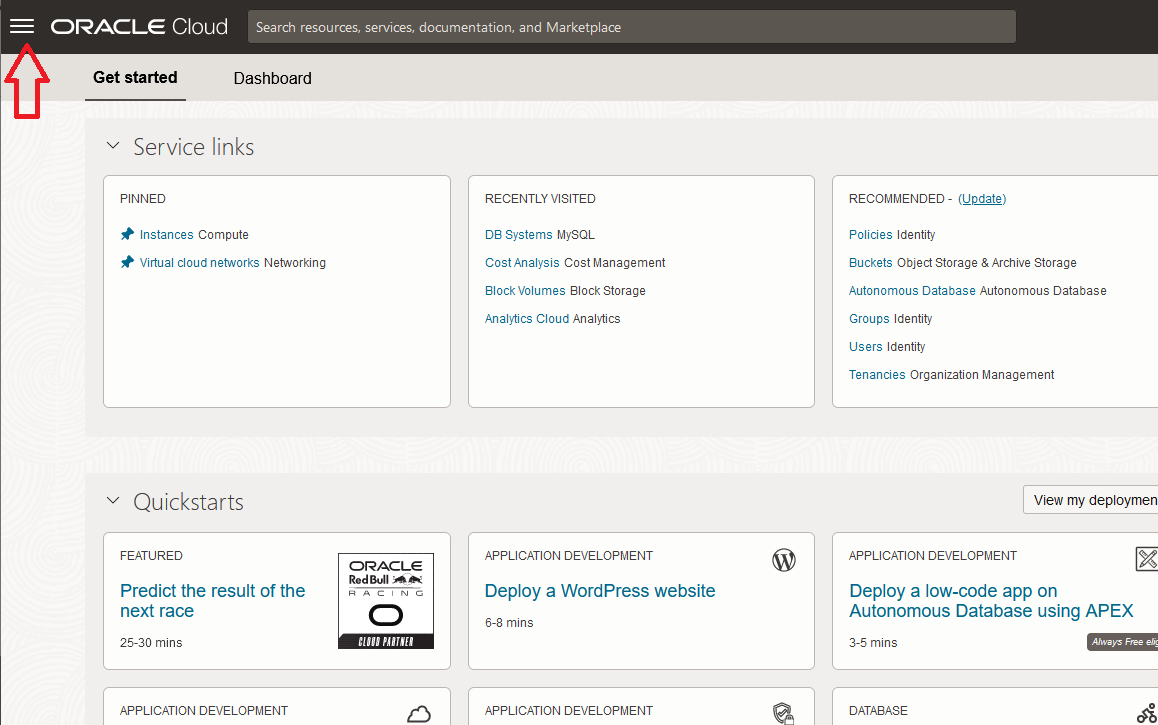 ORACLE Cloud
Search resources, services, documentation, and Marketplace
Get started
Dashboard
Service links
PINNED
Instances Compute
Virtual cloud networks Networking
RECENTLY VISITED
DB Systems MySQL
Cost Analysis Cost Management
Block Volumes Block Storage
Analytics Cloud Analytics
RECOMMENDED - (Update)
Policies Identity
Buckets Object Storage & Archive Storage
Autonomous Database Autonomous Database
Groups Identity
Users Identity
Tenancies Organization Management
Quickstarts
View my deploymen
FEATURED
Predict the result of the
next race
25-30 mins
ORACLE
Red Bull
RACING
CLOUD PARTNER
APPLICATION DEVELOPMENT
Deploy a WordPress website
6-8 mins
APPLICATION DEVELOPMENT
Deploy a low-code app on
Autonomous Database using APEX
3-5 mins
Always Free elig
APPLICATION DEVELOPMENT
APPLICATION DEVELOPMENT
DATABASE